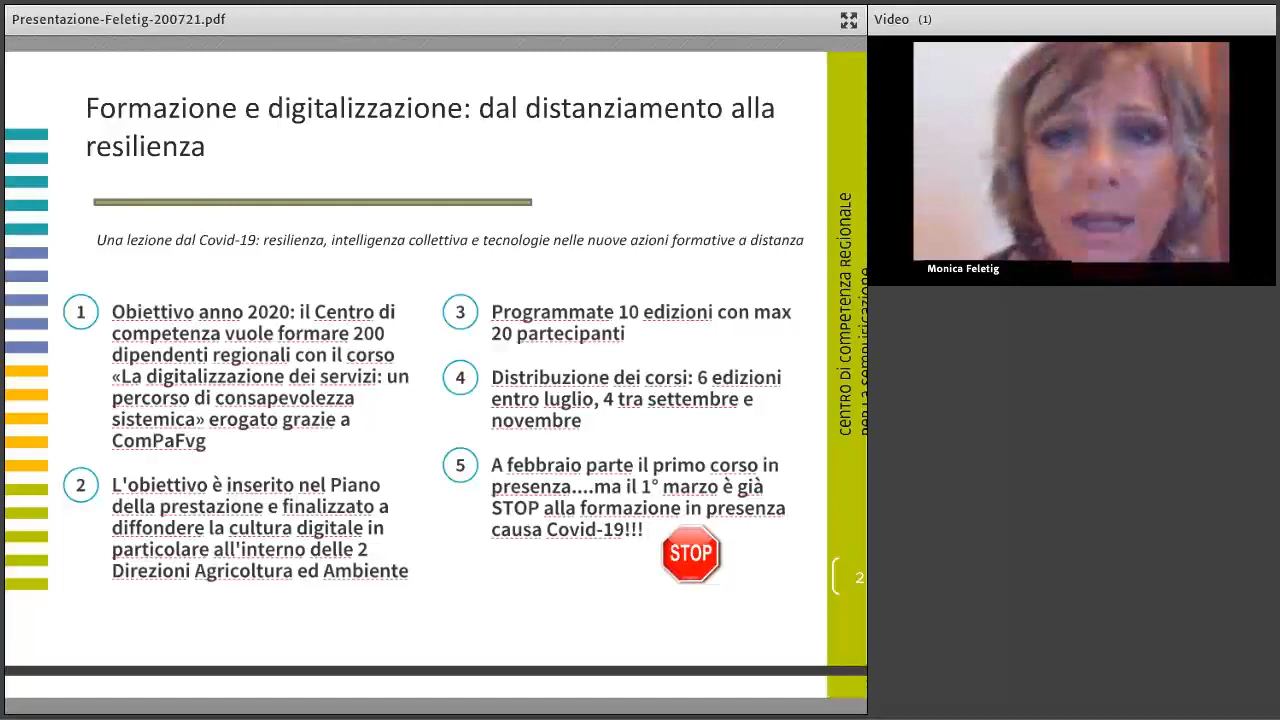 Presentazione-Feletig-200721.pdf
Video (1)
Formazione e digitalizzazione: dal distanziamento alla
resilienza
Una lezione dal Covid-19: resilienza, intelligenza collettiva e tecnologie nelle nuove azioni formative a distanza
1
Obiettivo anno 2020: il Centro di
competenza vuole formare 200
dipendenti regionali con il corso
«La digitalizzazione dei servizi: un
percorso di consapevolezza
sistemica» erogato grazie a
ComPaFvg
2
L'obiettivo è inserito nel Piano
della prestazione e finalizzato a
diffondere la cultura digitale in
particolare all'interno delle 2
Direzioni Agricoltura ed Ambiente
3
Programmate 10 edizioni con max
20 partecipanti
4
Distribuzione dei corsi: 6 edizioni
entro luglio, 4 tra settembre e
novembre
5
A febbraio parte il primo corso in
presenza....ma il 1° marzo è già
STOP alla formazione in presenza
causa Covid-19!!!
STOP
CENTRO DI COMPETENZA REGIONALE
PER LA SEMPLIFICAZIONE
2
Monica Feletig